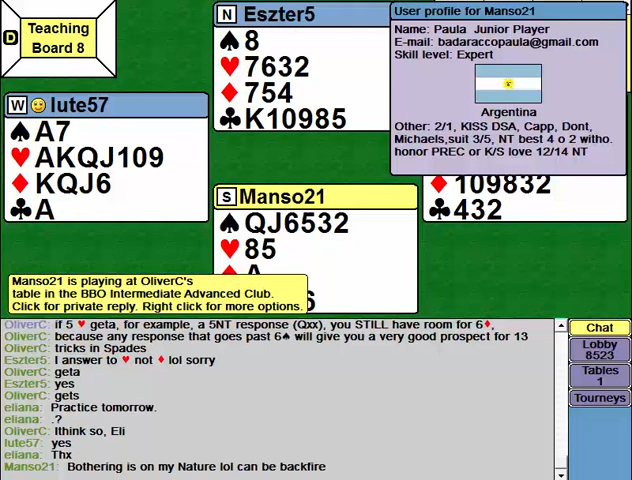 D
Teaching
Board 8
N Eszter5
♠ 8
♥ 7632
♦ 754
♣ K10985
User profile for Manso21
Name: Paula Junior Player
E-mail: badaraccopaula@gmail.com
Skill level: Expert
Argentina
Other: 2/1, KISS DSA, Capp, Dont,
Michaels,suit 3/5, NT best 4 o 2 witho.
honor PREC or K/S love 12/14 NT
W lute57
♠ A7
♥ AKQJ109
♦ KQJ6
♣ A
♦ 109832
♣ 432
S Manso21
♠ QJ6532
♥ 85
♦ A
6
Manso21 is playing at OliverC's
table in the BBO Intermediate Advanced Club.
Click for private reply. Right click for more options.
OliverC: if 5 ♥ geta, for example, a 5NT response (Qxx), you STILL have room for 6♦,
OliverC: because any response that goes past 6♠ will give you a very good prospect for 13
OliverC: tricks in Spades
Eszter5: I answer to ♥ not ♦ lol sorry
OliverC: geta
Eszter5: yes
OliverC: gets
eliana: Practice tomorrow.
eliana: .?
OliverC: Ithink so, Eli
lute57: yes
eliana: Thx
Manso21: Bothering is on my Nature lol can be backfire
Chat
Lobby
8523
Tables
1
Tourneys